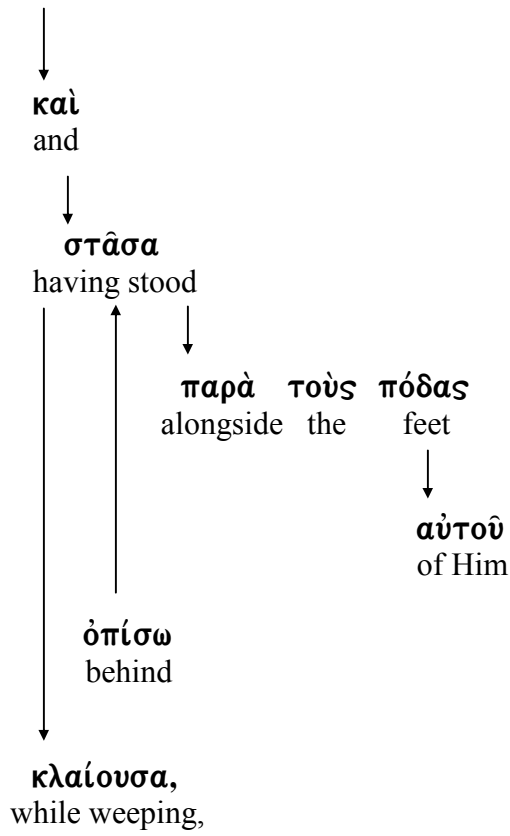 καὶ
and
στᾶσα
having stood
παρὰ τοὺς πόδας
alongside the feet
αὐτοῦ
of Him
ὀπίσω
behind
κλαίουσα,
while weeping,